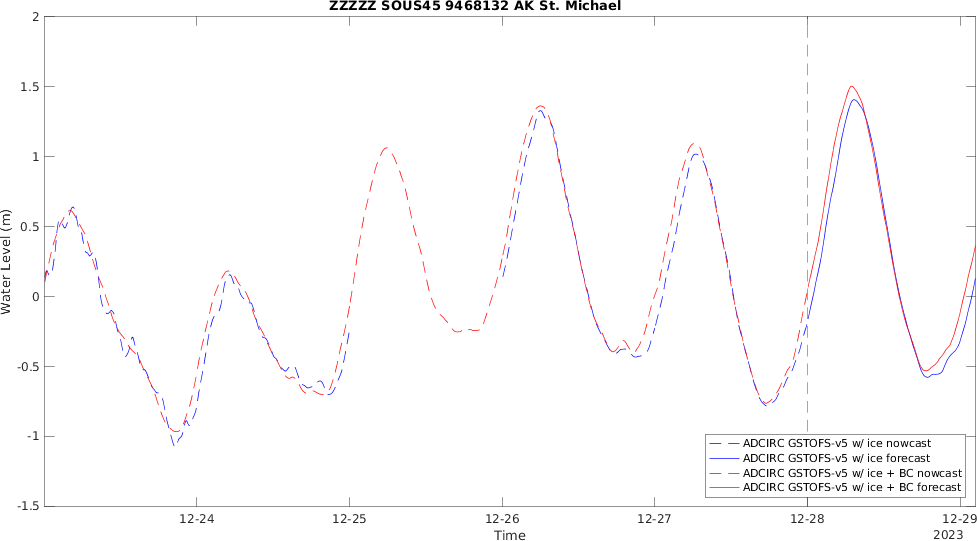 ZZZZZ SOUS45 9468132 AK St. Michael
2
1.5
1
0.5
0
-0.5
-1
-1.5
Water Level (m)
ADCIRC GSTOFS-v5 w/ ice nowcast
ADCIRC GSTOFS-v5 w/ ice forecast
ADCIRC GSTOFS-v5 w/ ice + BC nowcast
ADCIRC GSTOFS-v5 w/ ice + BC forecast
12-24 12-25 12-26 12-27 12-28 12-29
Time
2023